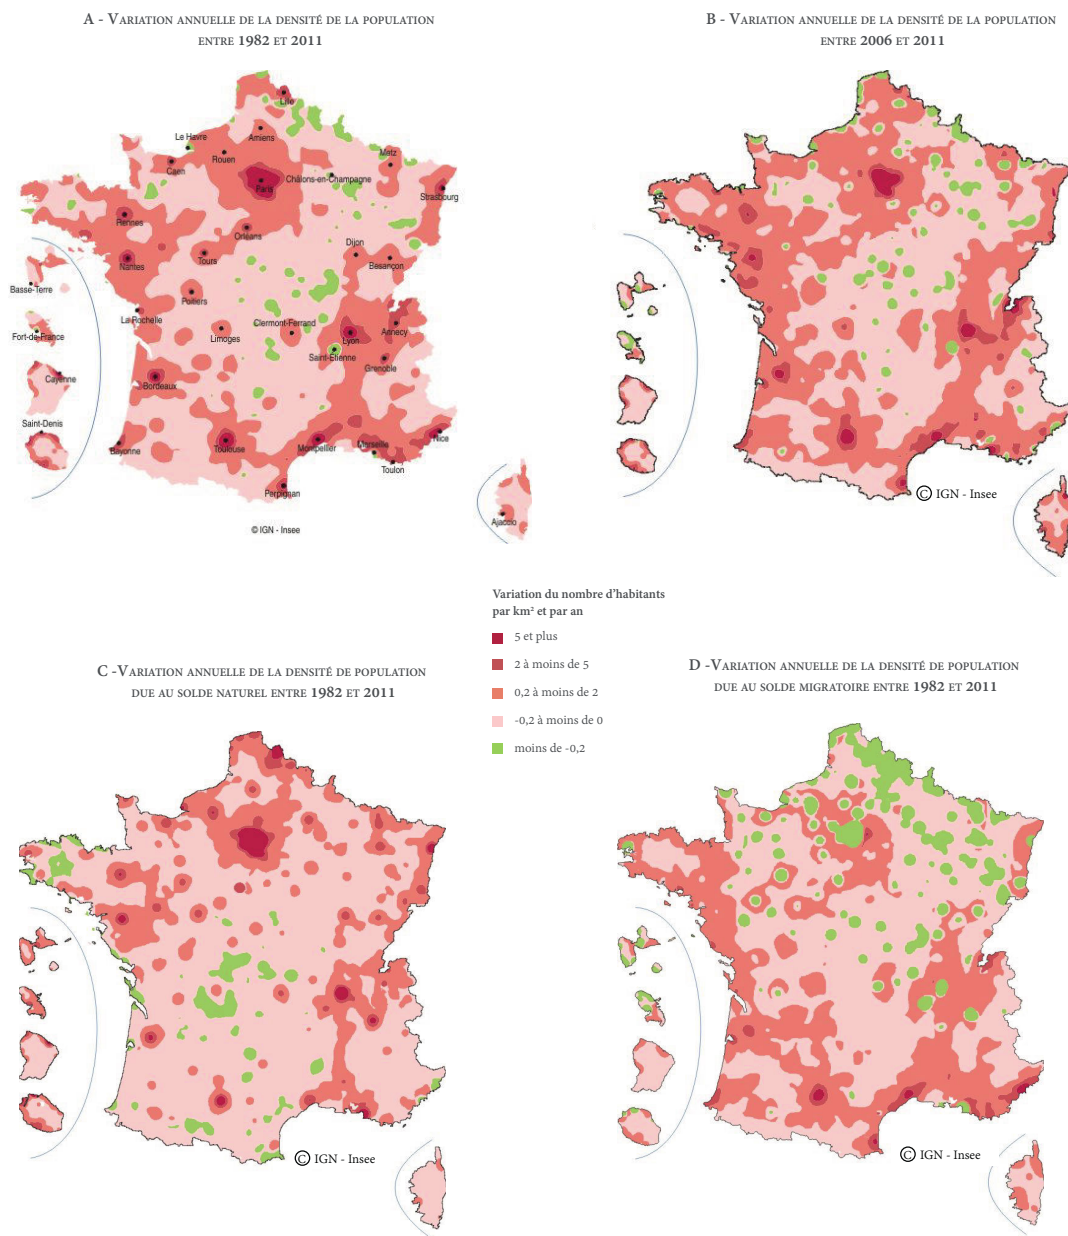 A - Variation annuelle de la densité de la population
entre 1982 et 2011
B - Variation annuelle de la densité de la population
entre 2006 et 2011
Lille
Le Havre
Amiens
Rouen
Caen
Metz
Paris
Châlons-en-Champagne
Strasbourg
Rennes
Orléans
Dijon
Nantes
Tours
Besançon
Basse-Terre
Poitiers
La Rochelle
Clermont-Ferrand
Annecy
Fort-de-France
Limoges
Lyon
Saint-Etienne
Grenoble
Cayenne
Bordeaux
Saint-Denis
Bayonne
Toulouse
Montpellier
Marseille
Nice
Toulon
Perpignan
Ajaccio
© IGN - Insee
© IGN - Insee
Variation du nombre d'habitants
par km² et par an
5 et plus
2 à moins de 5
0,2 à moins de 2
-0,2 à moins de 0
moins de -0,2
C -Variation annuelle de la densité de population
due au solde naturel entre 1982 et 2011
D -Variation annuelle de la densité de population
due au solde migratoire entre 1982 et 2011
© IGN - Insee
© IGN - Insee